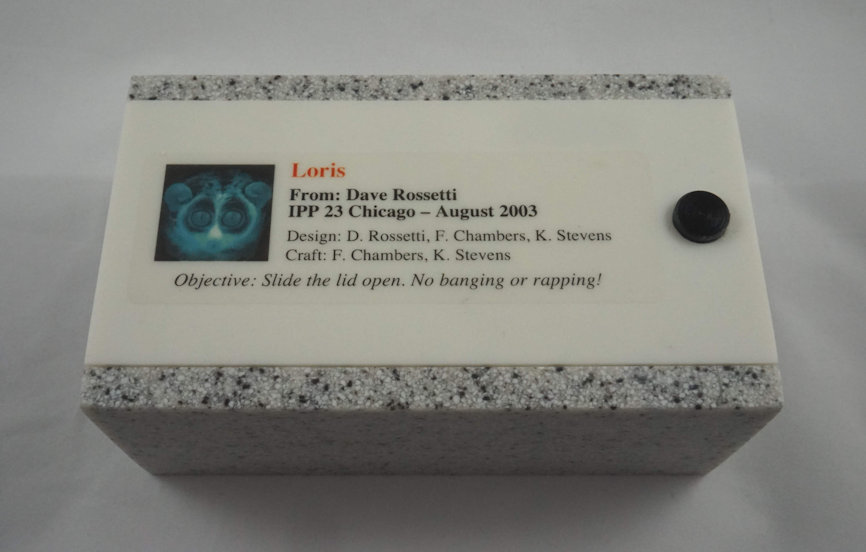 Loris
From: Dave Rossetti
IPP 23 Chicago – August 2003
Design: D. Rossetti, F. Chambers, K. Stevens
Craft: F. Chambers, K. Stevens
Objective: Slide the lid open. No banging or rapping!